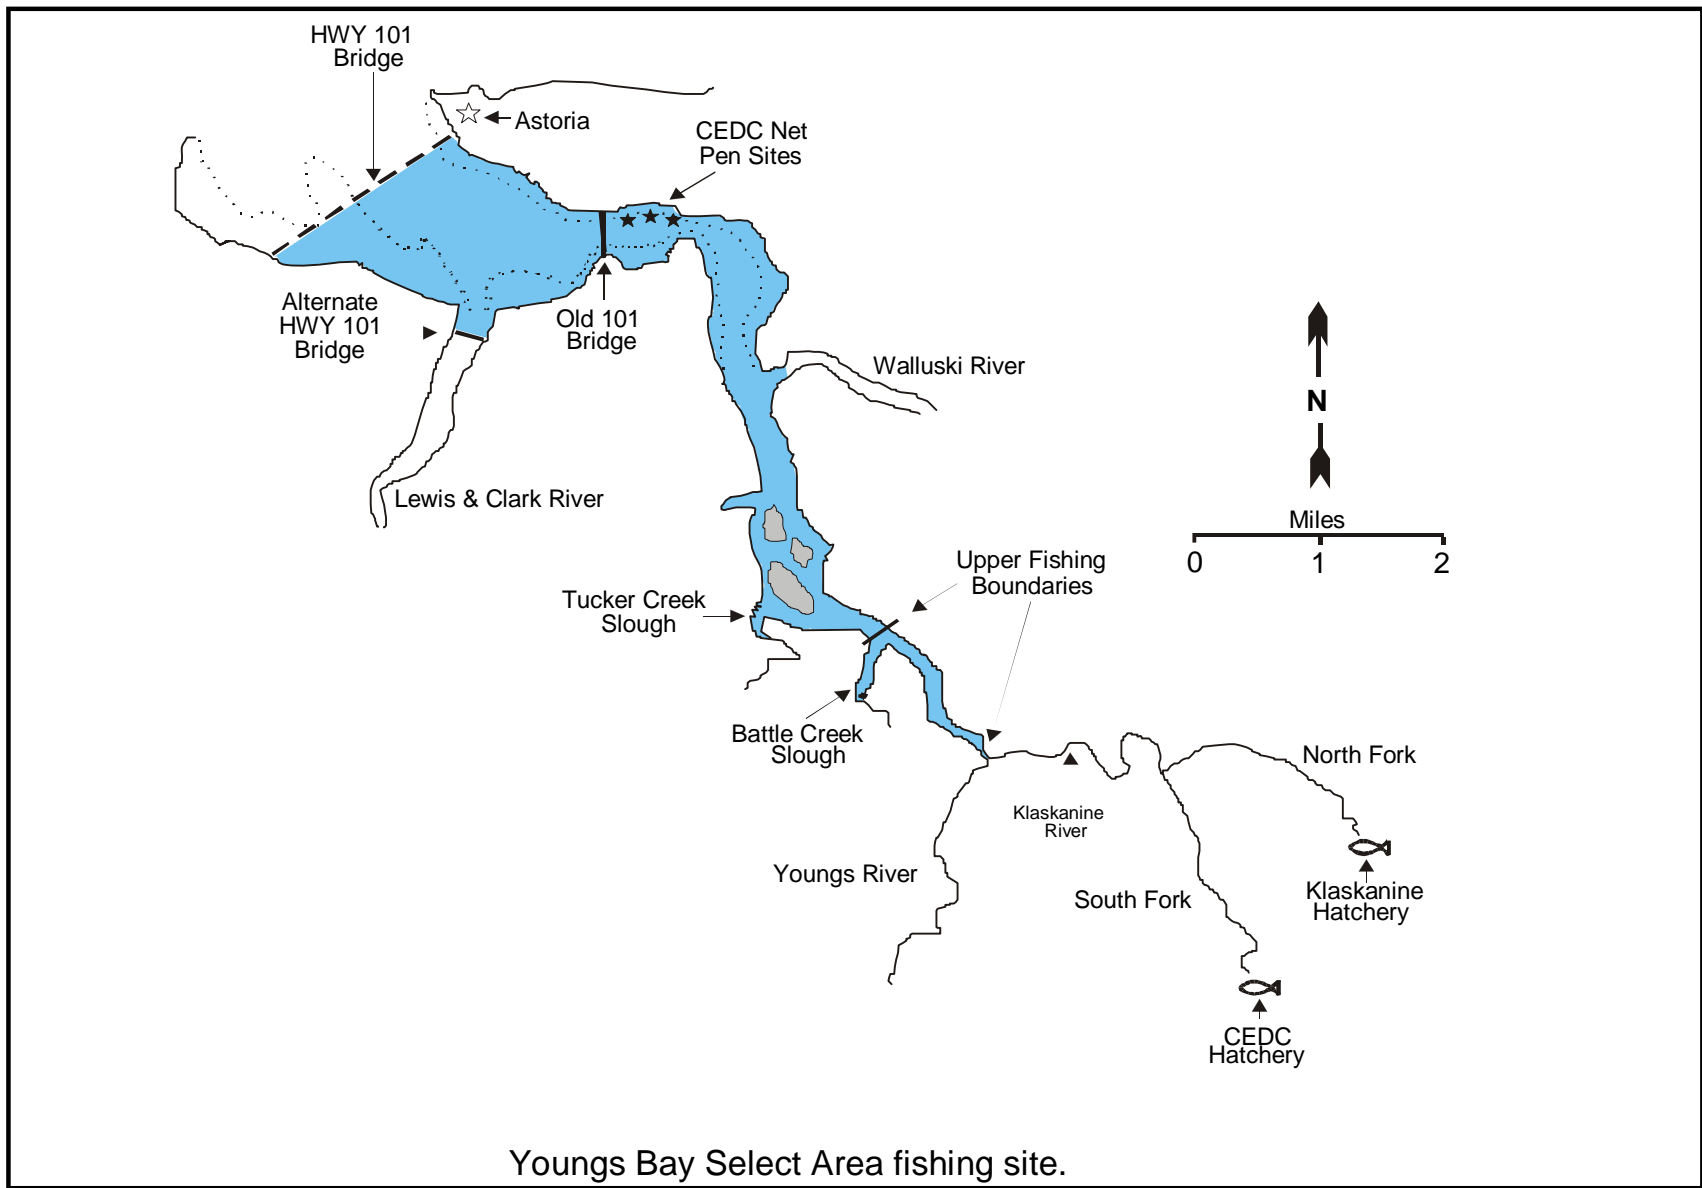 HWY 101
Bridge
Astoria
CEDC Net
Pen Sites
Alternate
HWY 101
Bridge
Old 101
Bridge
Walluski River
N
Lewis & Clark River
Miles
0 1 2
Upper Fishing
Boundaries
Tucker Creek
Slough
Battle Creek
Slough
North Fork
Klaskanine
River
Youngs River
South Fork
Klaskanine
Hatchery
CEDC
Hatchery
Youngs Bay Select Area fishing site.